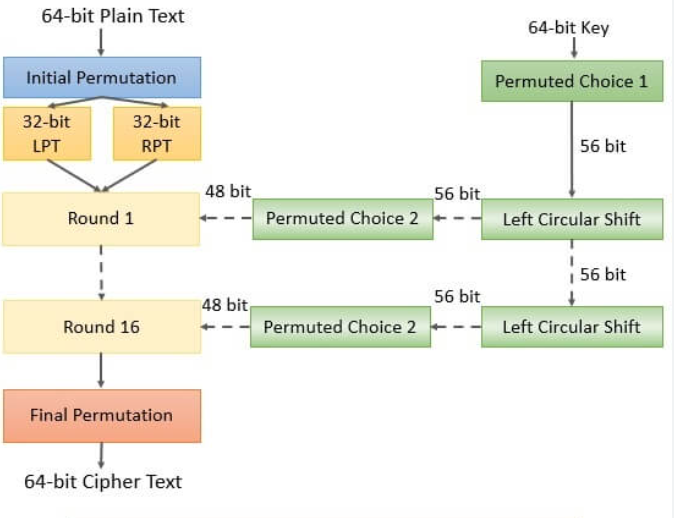 64-bit Plain Text
64-bit Key
Initial Permutation
Permuted Choice 1
32-bit
LPT
32-bit
RPT
56 bit
Round 1
48 bit
Permuted Choice 2
56 bit
Left Circular Shift
56 bit
Round 16
48 bit
Permuted Choice 2
56 bit
Left Circular Shift
Final Permutation
64-bit Cipher Text